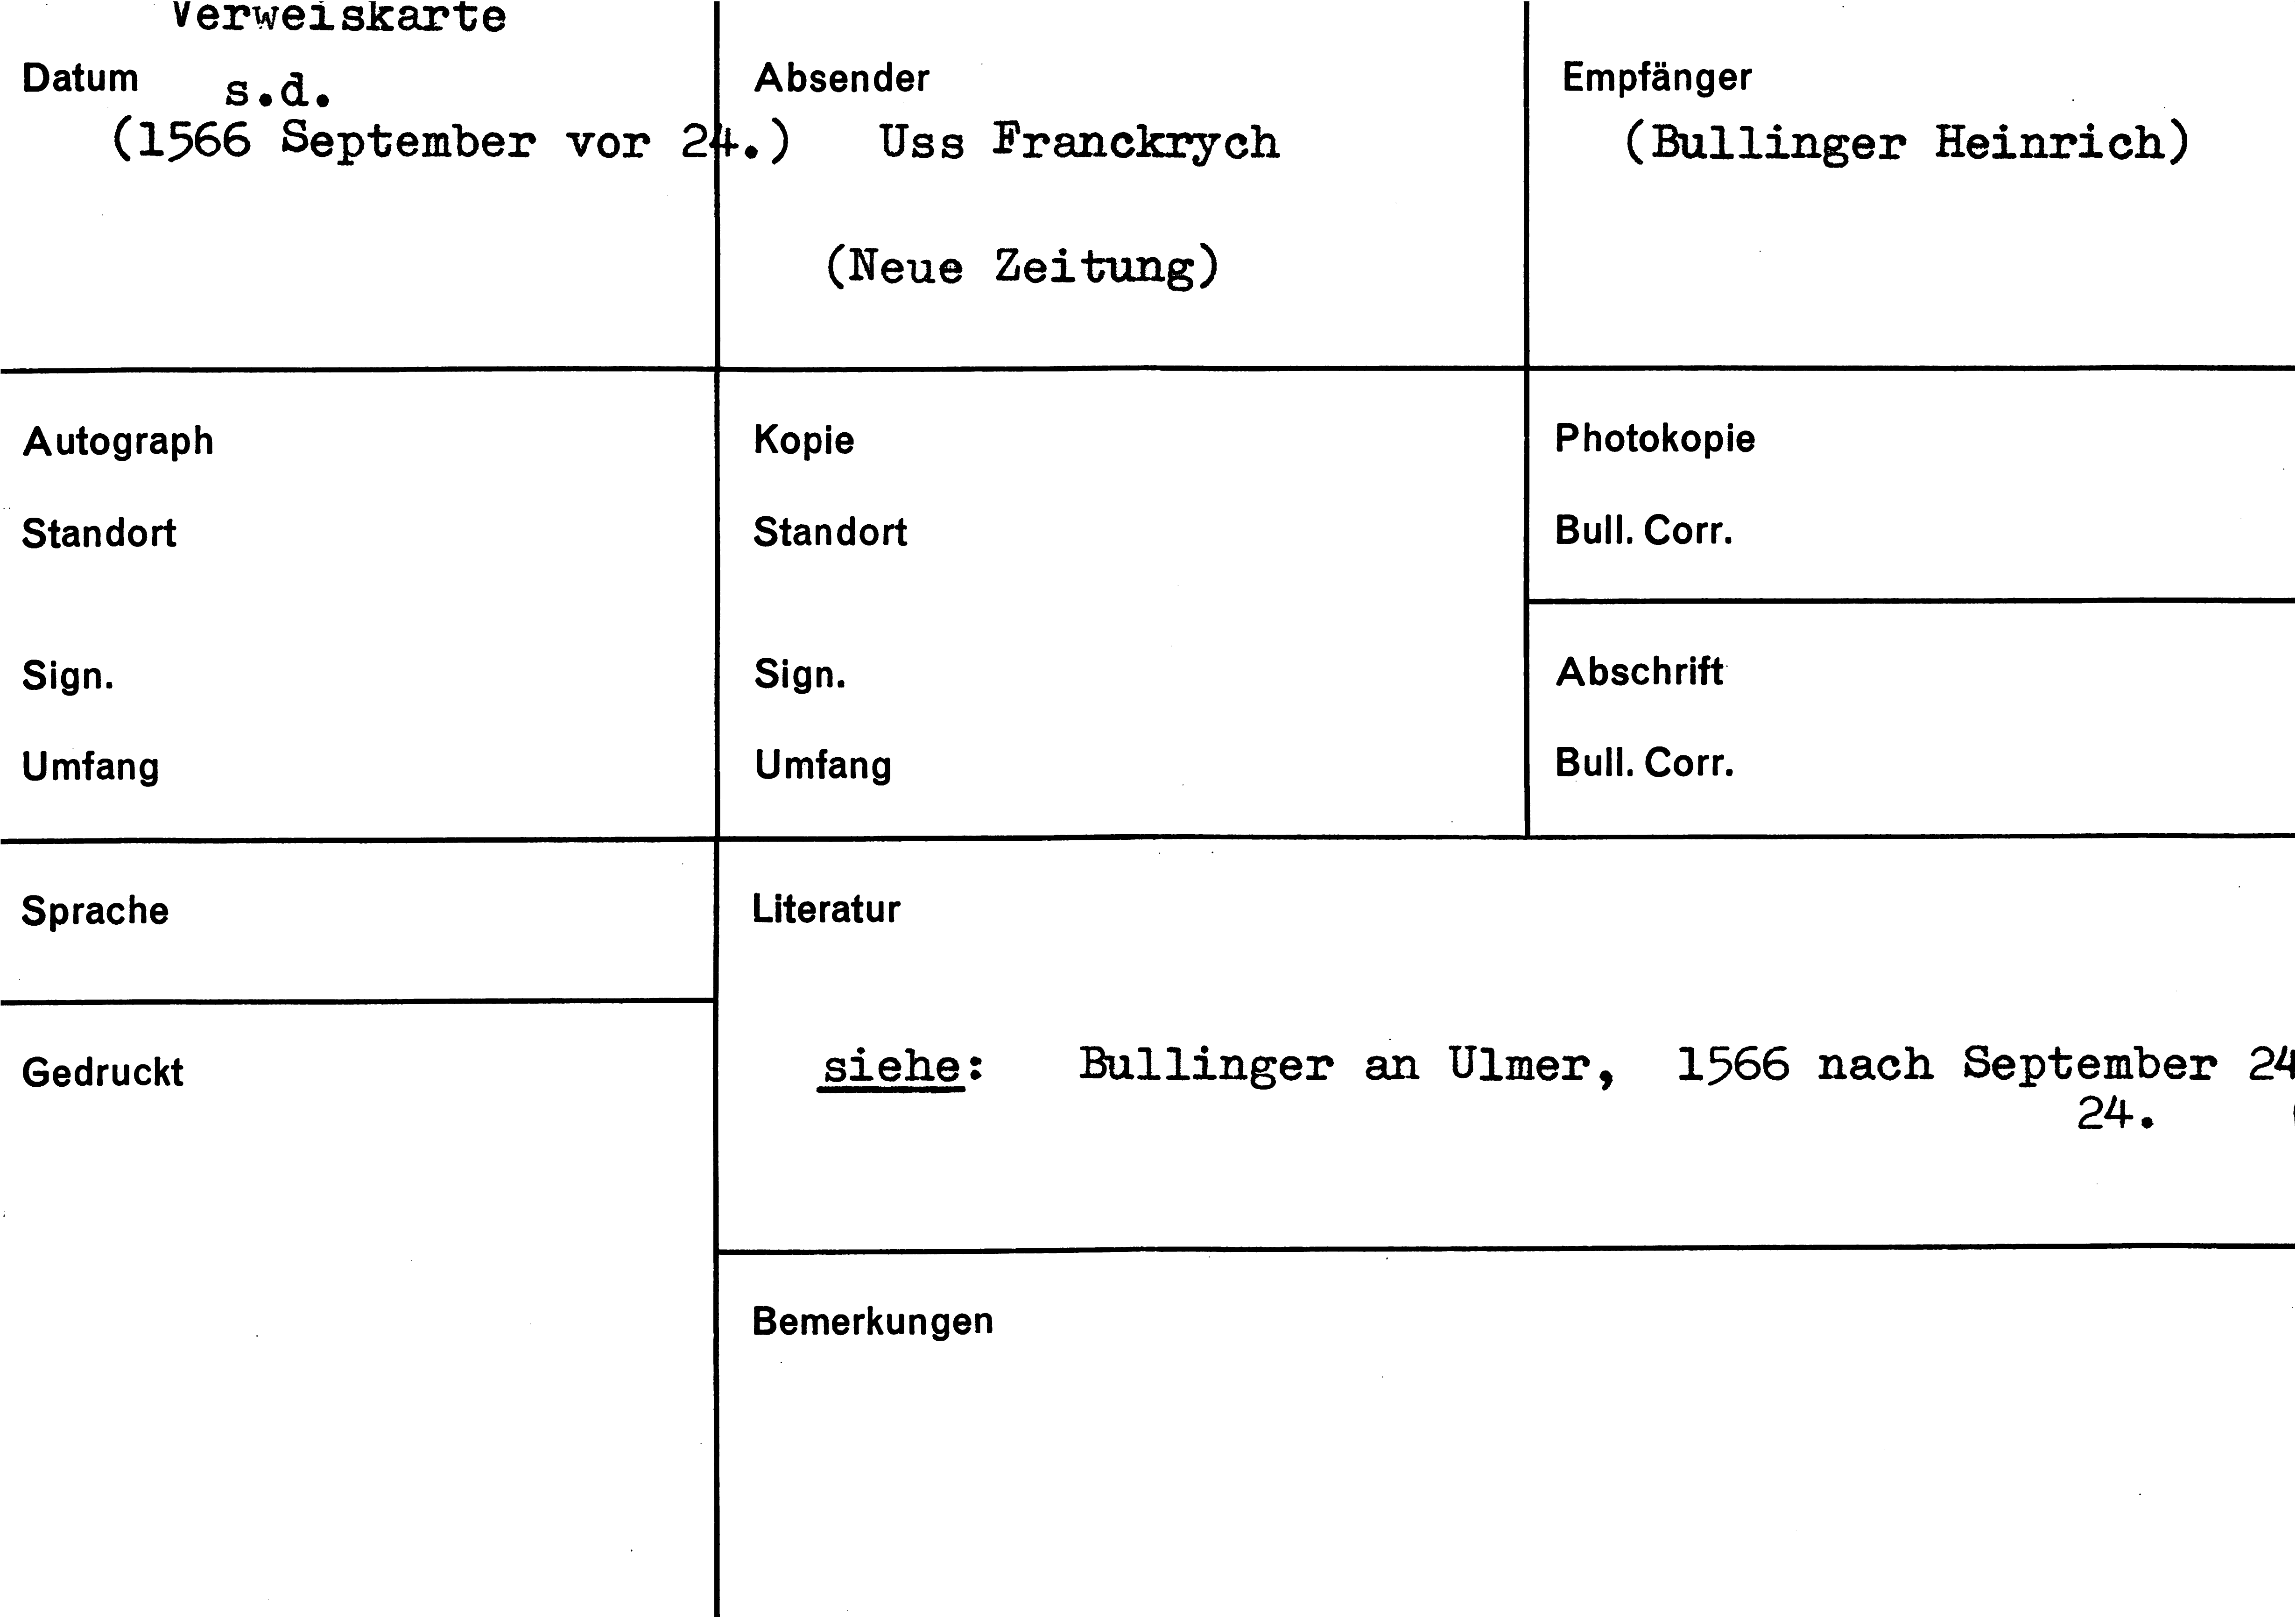 Verweiskarte
Datum s.d.
(1566 September vor 24.)
Absender
Uss Franckrych
(Neue Zeitung)
Empfänger
(Bullinger Heinrich)
Autograph
Standort
Sign.
Umfang
Kopie
Standort
Sign.
Umfang
Photokopie
Bull. Corr.
Abschrift
Bull. Corr.
Sprache
Gedruckt
Literatur
siehe: Bullinger an Ulmer, 1566 nach September 24
24.
Bemerkungen